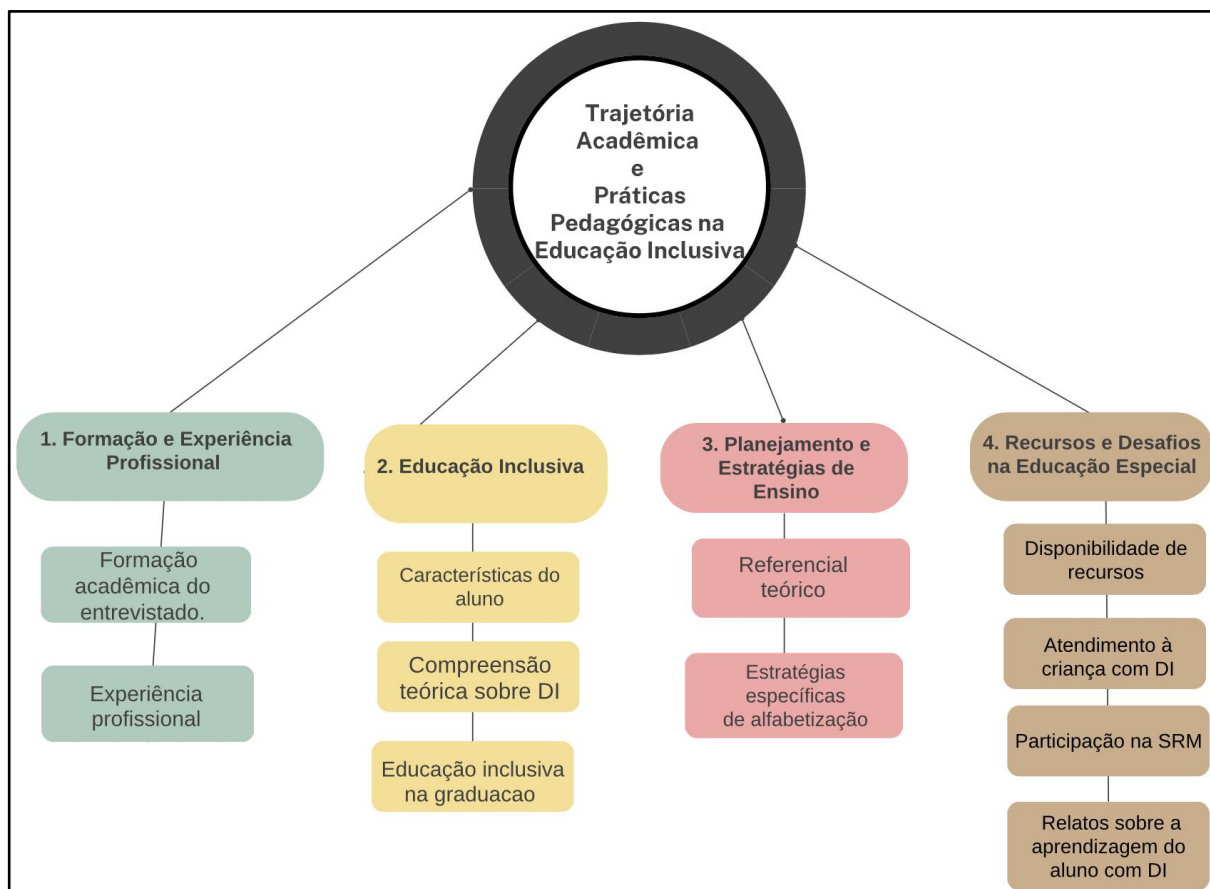 Trajetória
Acadêmica
e
Práticas
Pedagógicas na
Educação Inclusiva
1. Formação e Experiência
Profissional
Formação
acadêmica do
entrevistado.
Experiência
profissional
2. Educação Inclusiva
Características do
aluno
Compreensão
teórica sobre DI
Educação inclusiva
na graduacao
3. Planejamento e
Estratégias de
Ensino
Referencial
teórico
Estratégias
específicas
de alfabetização
4. Recursos e Desafios
na Educação Especial
Disponibilidade de
recursos
Atendimento à
criança com DI
Participação na SRM
Relatos sobre a
aprendizagem do
aluno com DI